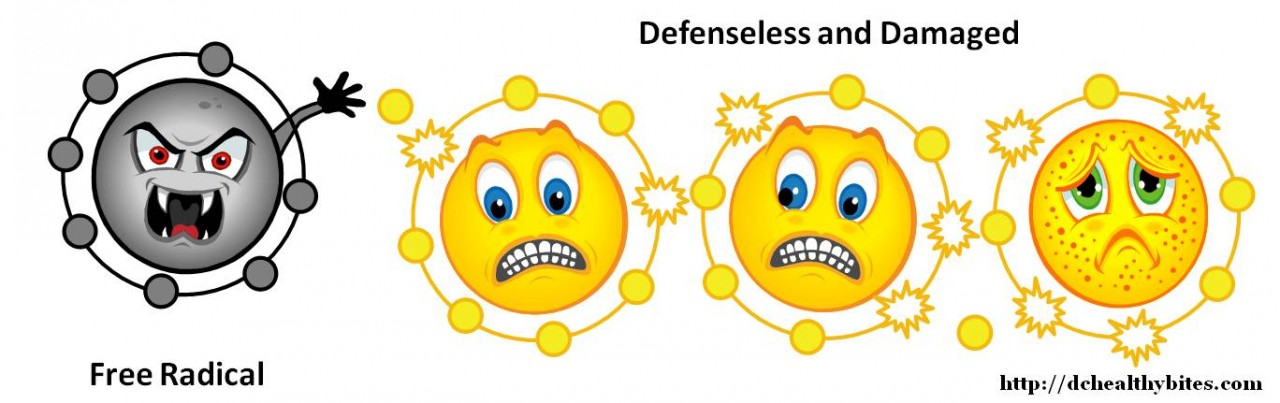 Defenseless and Damaged
Free Radical
http://dchealthybites.com